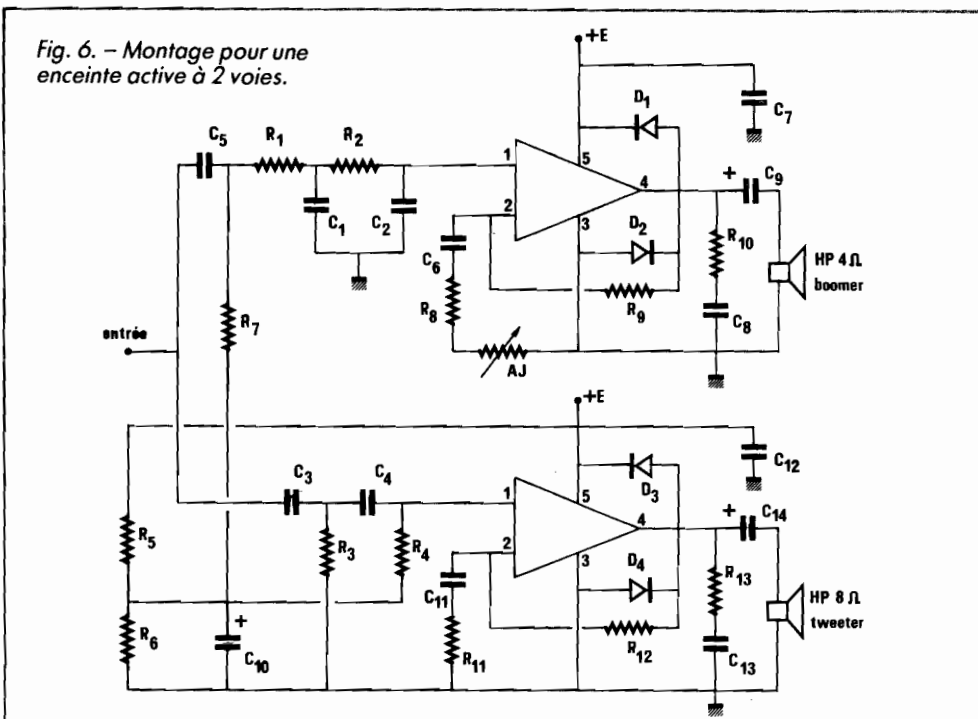 Fig. 6. – Montage pour une
enceinte active à 2 voies.
+E
C7
D1
C5
R1
R2
1
5
4
2
3
+
C9
C1
C2
C6
D2
R10
HP 4 Ω
boomer
R8
R9
C8
R7
entrée
AJ
+E
C3
C4
D3
C12
1
5
4
2
3
+
C14
R5
R3
R4
C11
D4
R13
HP 8 Ω
tweeter
R6
+
C10
R11
R12
C13